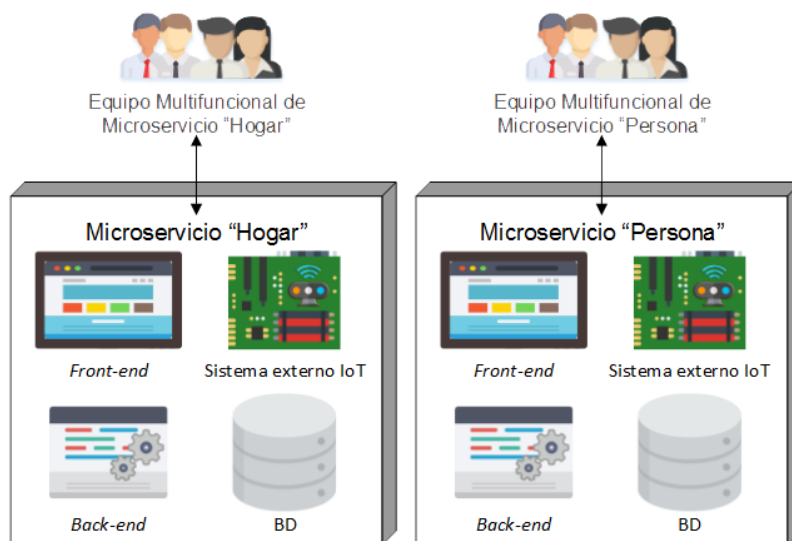 Equipo Multifuncional de
Microservicio “Hogar”
Equipo Multifuncional de
Microservicio “Persona”
Microservicio “Hogar”
Front-end
Sistema externo IoT
Back-end
BD
Microservicio “Persona”
Front-end
Sistema externo IoT
Back-end
BD